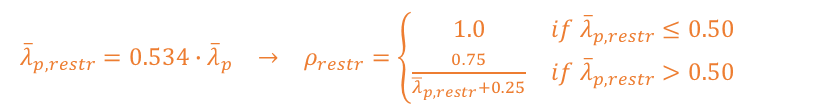 λ̄p,restr = 0.534 · λ̄p → ρrestr = { 1.0 if λ̄p,restr ≤ 0.50
0.75 / λ̄p,restr+0.25 if λ̄p,restr > 0.50